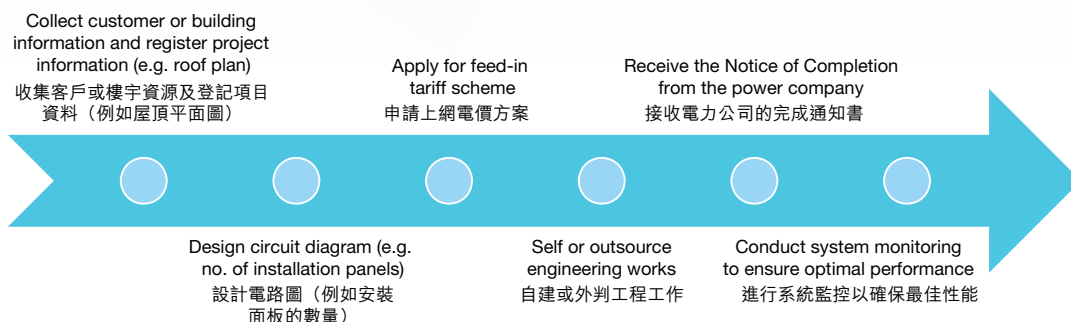 Collect customer or building
information and register project
information (e.g. roof plan)
收集客戶或樓宇資源及登記項目
資料（例如屋頂平面圖）
Design circuit diagram (e.g.
no. of installation panels)
設計電路圖（例如安裝
面板的數量）
Apply for feed-in
tariff scheme
申請上網電價方案
Self or outsource
engineering works
自建或外判工程工作
Receive the Notice of Completion
from the power company
接收電力公司的完成通知書
Conduct system monitoring
to ensure optimal performance
進行系統監控以確保最佳性能